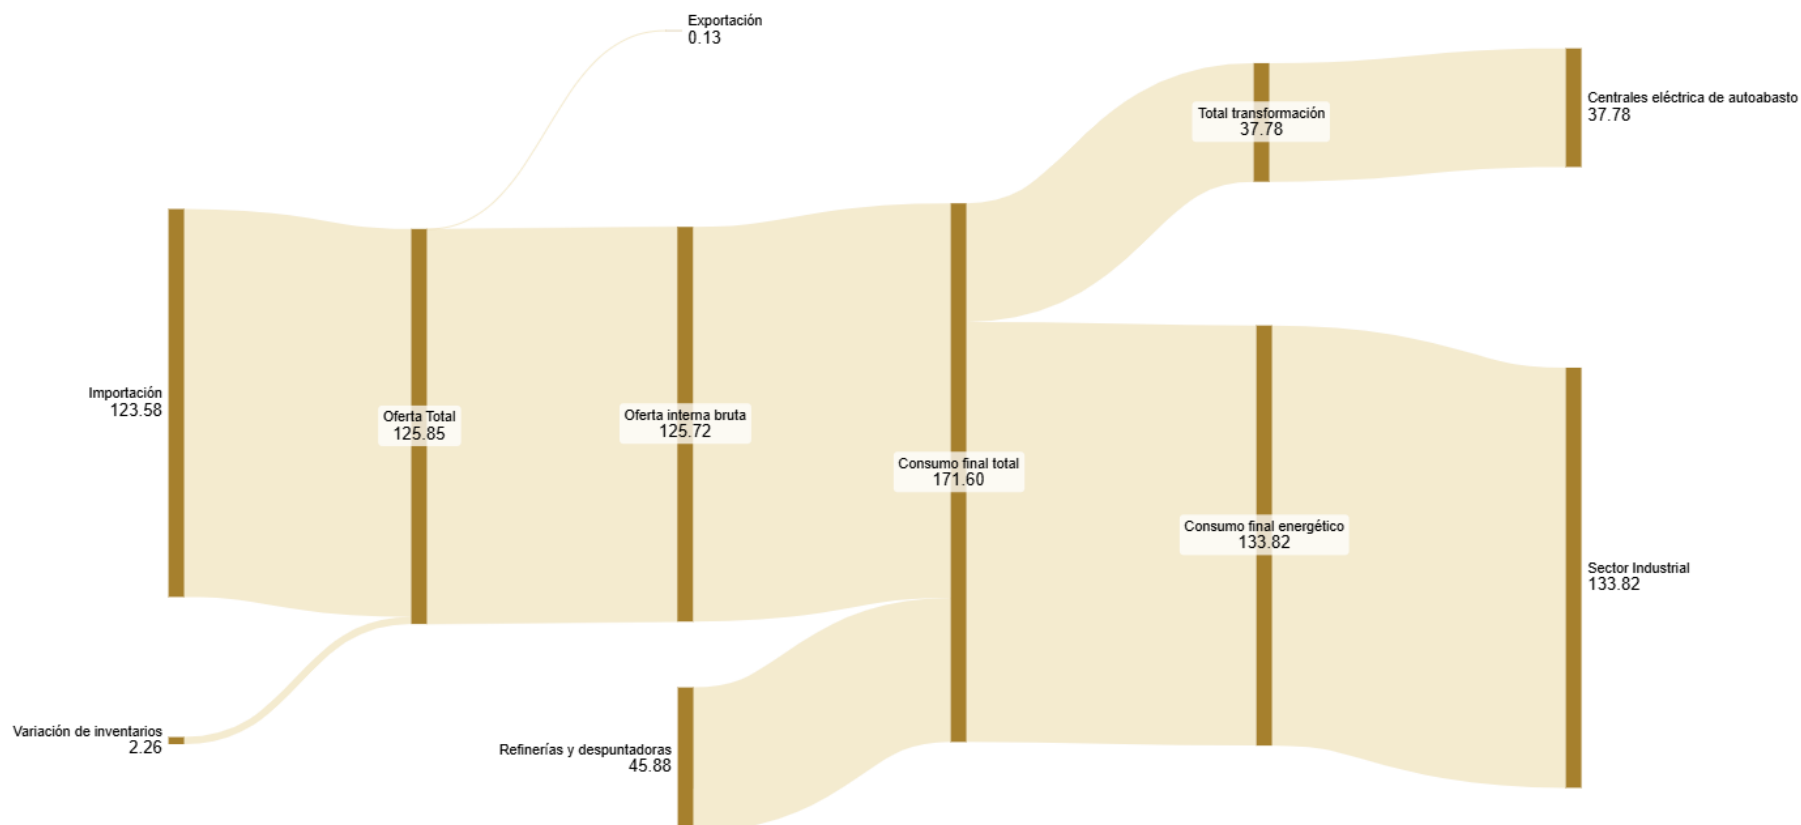 Exportación
0.13
Centrales eléctrica de autoabasto
37.78
Total transformación
37.78
Importación
123.58
Oferta Total
125.85
Oferta interna bruta
125.72
Consumo final total
171.60
Consumo final energético
133.82
Sector Industrial
133.82
Variación de inventarios
2.26
Refinerías y despuntadoras
45.88